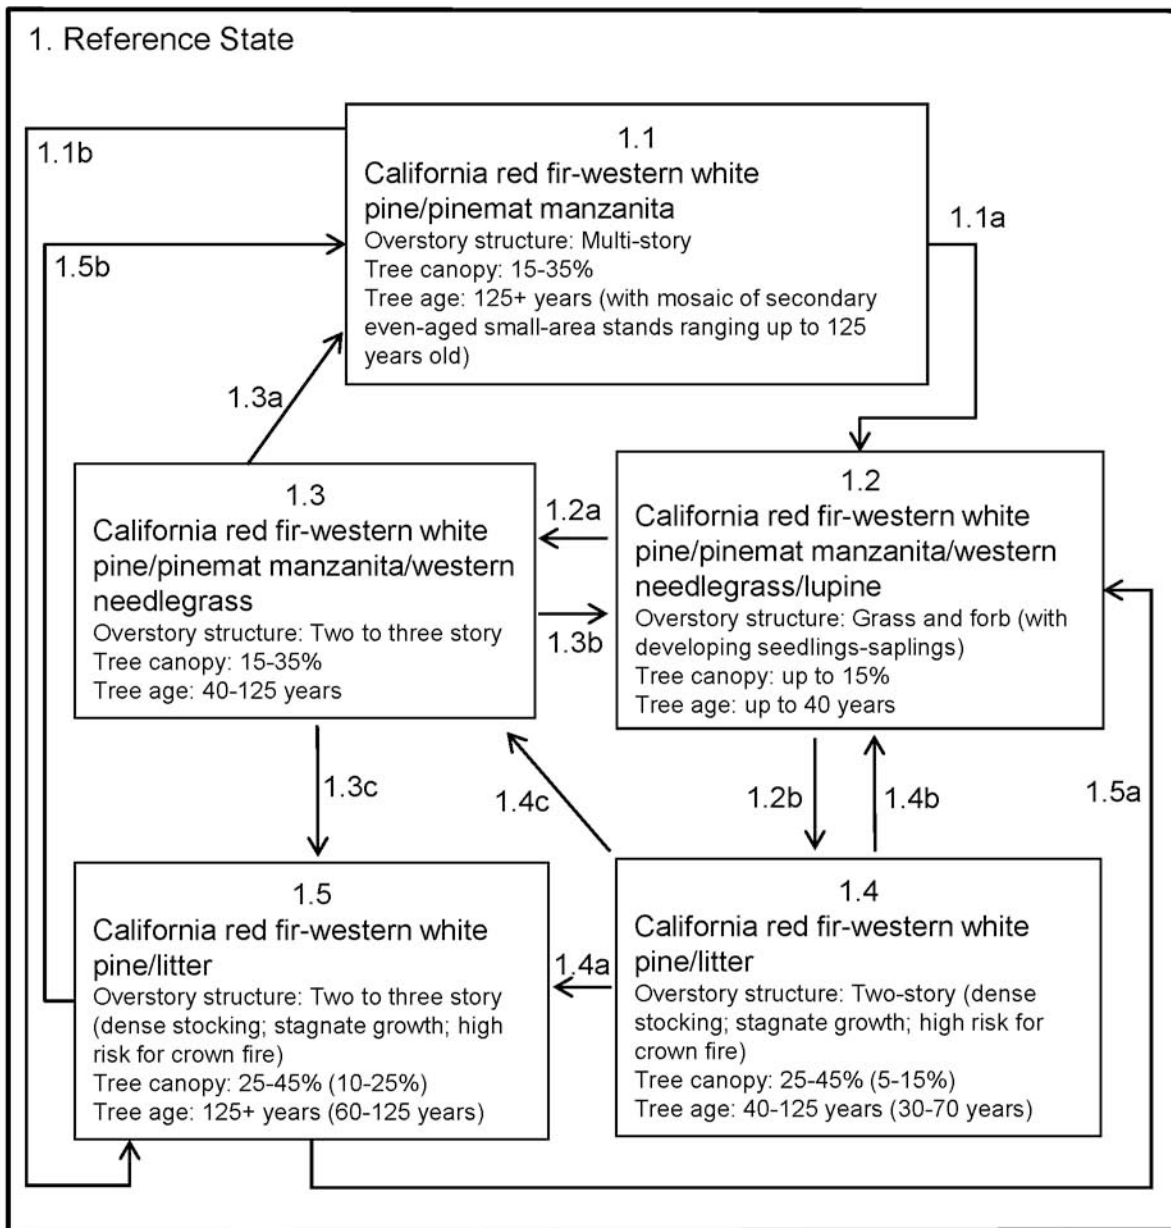 1. Reference State
1.1b
1.1
California red fir-western white
pine/pinemat manzanita
Overstory structure: Multi-story
Tree canopy: 15-35%
Tree age: 125+ years (with mosaic of secondary
even-aged small-area stands ranging up to 125
years old)
1.1a
1.5b
1.3a
1.3
California red fir-western white
pine/pinemat manzanita/western
needlegrass
Overstory structure: Two to three story
Tree canopy: 15-35%
Tree age: 40-125 years
1.2a
1.3b
1.2
California red fir-western white
pine/pinemat manzanita/western
needlegrass/lupine
Overstory structure: Grass and forb (with
developing seedlings-saplings)
Tree canopy: up to 15%
Tree age: up to 40 years
1.3c
1.4c
1.2b
1.4b
1.5a
1.5
California red fir-western white
pine/litter
Overstory structure: Two to three story
(dense stocking; stagnate growth; high
risk for crown fire)
Tree canopy: 25-45% (10-25%)
Tree age: 125+ years (60-125 years)
1.4a
1.4
California red fir-western white
pine/litter
Overstory structure: Two-story (dense
stocking; stagnate growth; high risk for
crown fire)
Tree canopy: 25-45% (5-15%)
Tree age: 40-125 years (30-70 years)